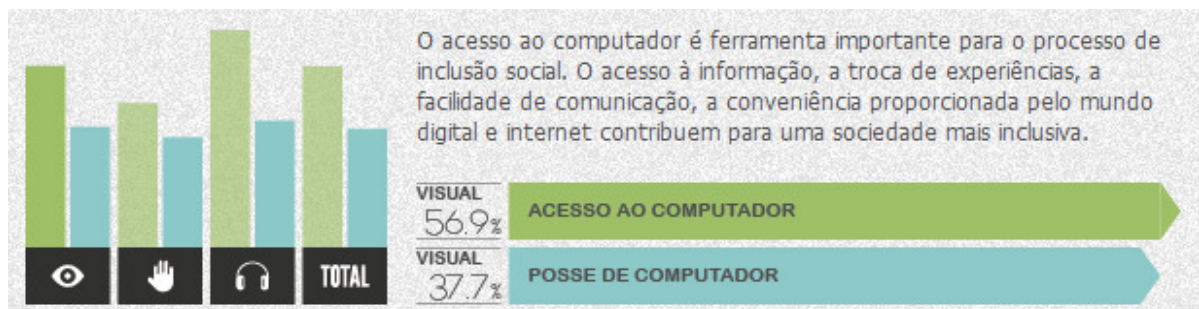 O acesso ao computador é ferramenta importante para o processo de
inclusão social. O acesso à informação, a troca de experiências, a
facilidade de comunicação, a conveniência proporcionada pelo mundo
digital e internet contribuem para uma sociedade mais inclusiva.
VISUAL
56.9%
ACESSO AO COMPUTADOR
VISUAL
37.7%
POSSE DE COMPUTADOR
TOTAL